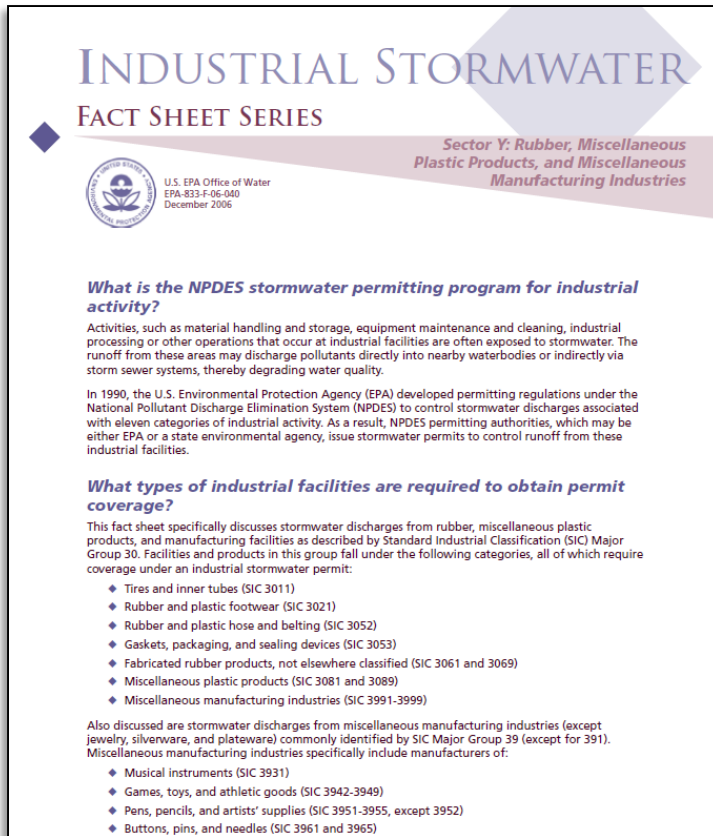 INDUSTRIAL STORMWATER
FACT SHEET SERIES
Sector Y: Rubber, Miscellaneous
Plastic Products, and Miscellaneous
Manufacturing Industries
UNITED STATES
ENVIRONMENTAL PROTECTION AGENCY
U.S. EPA Office of Water
EPA-833-F-06-040
December 2006
What is the NPDES stormwater permitting program for industrial
activity?
Activities, such as material handling and storage, equipment maintenance and cleaning, industrial
processing or other operations that occur at industrial facilities are often exposed to stormwater. The
runoff from these areas may discharge pollutants directly into nearby waterbodies or indirectly via
storm sewer systems, thereby degrading water quality.
In 1990, the U.S. Environmental Protection Agency (EPA) developed permitting regulations under the
National Pollutant Discharge Elimination System (NPDES) to control stormwater discharges associated
with eleven categories of industrial activity. As a result, NPDES permitting authorities, which may be
either EPA or a state environmental agency, issue stormwater permits to control runoff from these
industrial facilities.
What types of industrial facilities are required to obtain permit
coverage?
This fact sheet specifically discusses stormwater discharges from rubber, miscellaneous plastic
products, and manufacturing facilities as described by Standard Industrial Classification (SIC) Major
Group 30. Facilities and products in this group fall under the following categories, all of which require
coverage under an industrial stormwater permit:
◆ Tires and inner tubes (SIC 3011)
◆ Rubber and plastic footwear (SIC 3021)
◆ Rubber and plastic hose and belting (SIC 3052)
◆ Gaskets, packaging, and sealing devices (SIC 3053)
◆ Fabricated rubber products, not elsewhere classified (SIC 3061 and 3069)
◆ Miscellaneous plastic products (SIC 3081 and 3089)
◆ Miscellaneous manufacturing industries (SIC 3991-3999)
Also discussed are stormwater discharges from miscellaneous manufacturing industries (except
jewelry, silverware, and plateware) commonly identified by SIC Major Group 39 (except for 391).
Miscellaneous manufacturing industries specifically include manufacturers of:
◆ Musical instruments (SIC 3931)
◆ Games, toys, and athletic goods (SIC 3942-3949)
◆ Pens, pencils, and artists' supplies (SIC 3951-3955, except 3952)
◆ Buttons, pins, and needles (SIC 3961 and 3965)